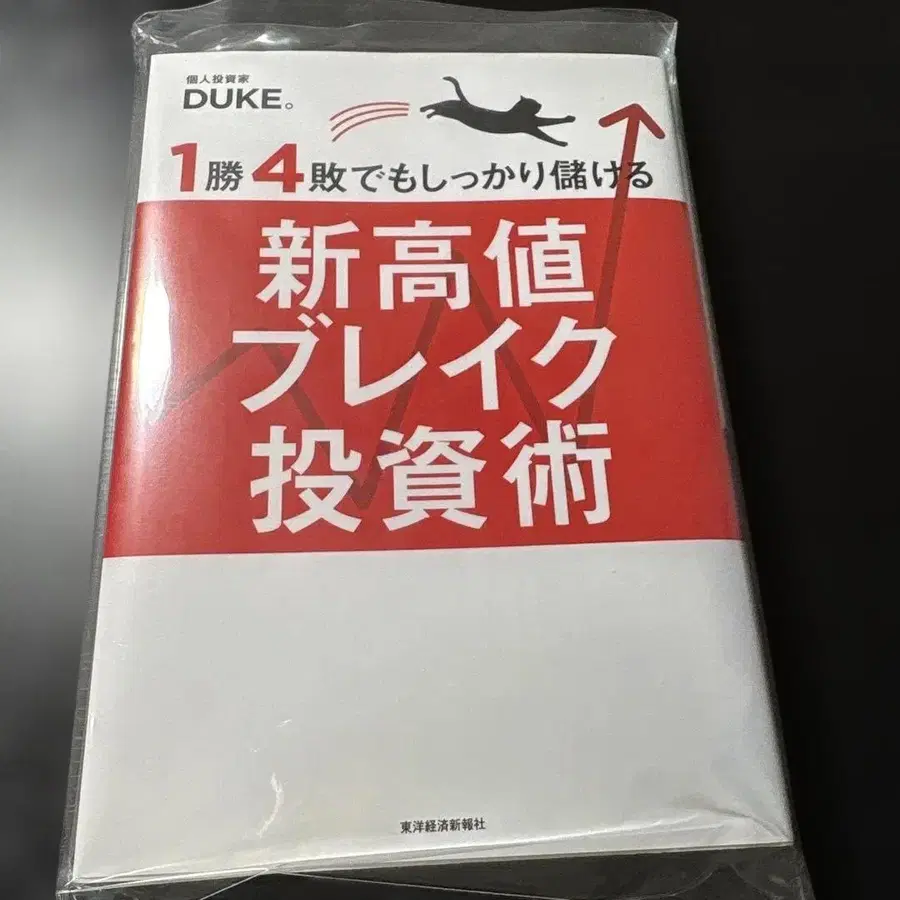 個人投資家
DUKE。
1勝4敗でもしっかり儲ける
新高値
ブレイク
投資術
東洋経済新報社